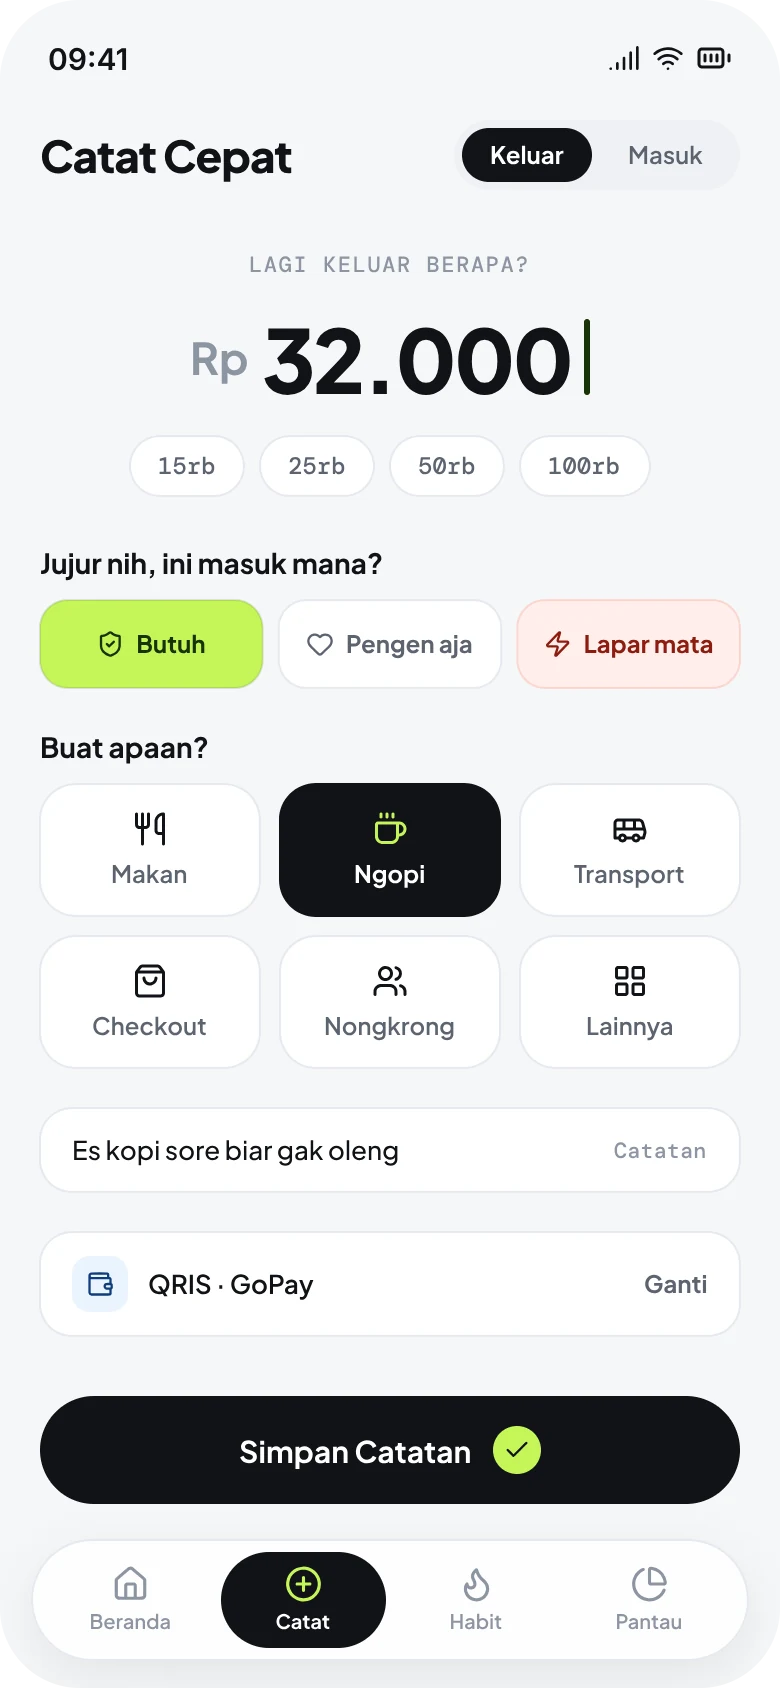 09:41
Catat Cepat
Keluar Masuk
LAGI KELUAR BERAPA?
Rp 32.000
15rb 25rb 50rb 100rb
Jujur nih, ini masuk mana?
Butuh Pengen aja Lapar mata
Buat apaan?
Makan Ngopi Transport
Checkout Nongkrong Lainnya
Es kopi sore biar gak oleng Catatan
QRIS · GoPay Ganti
Simpan Catatan
Beranda Catat Habit Pantau